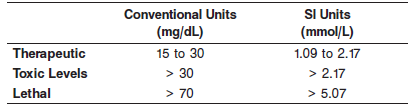 Conventional Units SI Units
(mg/dL) (mmol/L)
Therapeutic 15 to 30 1.09 to 2.17
Toxic Levels > 30 > 2.17
Lethal > 70 > 5.07